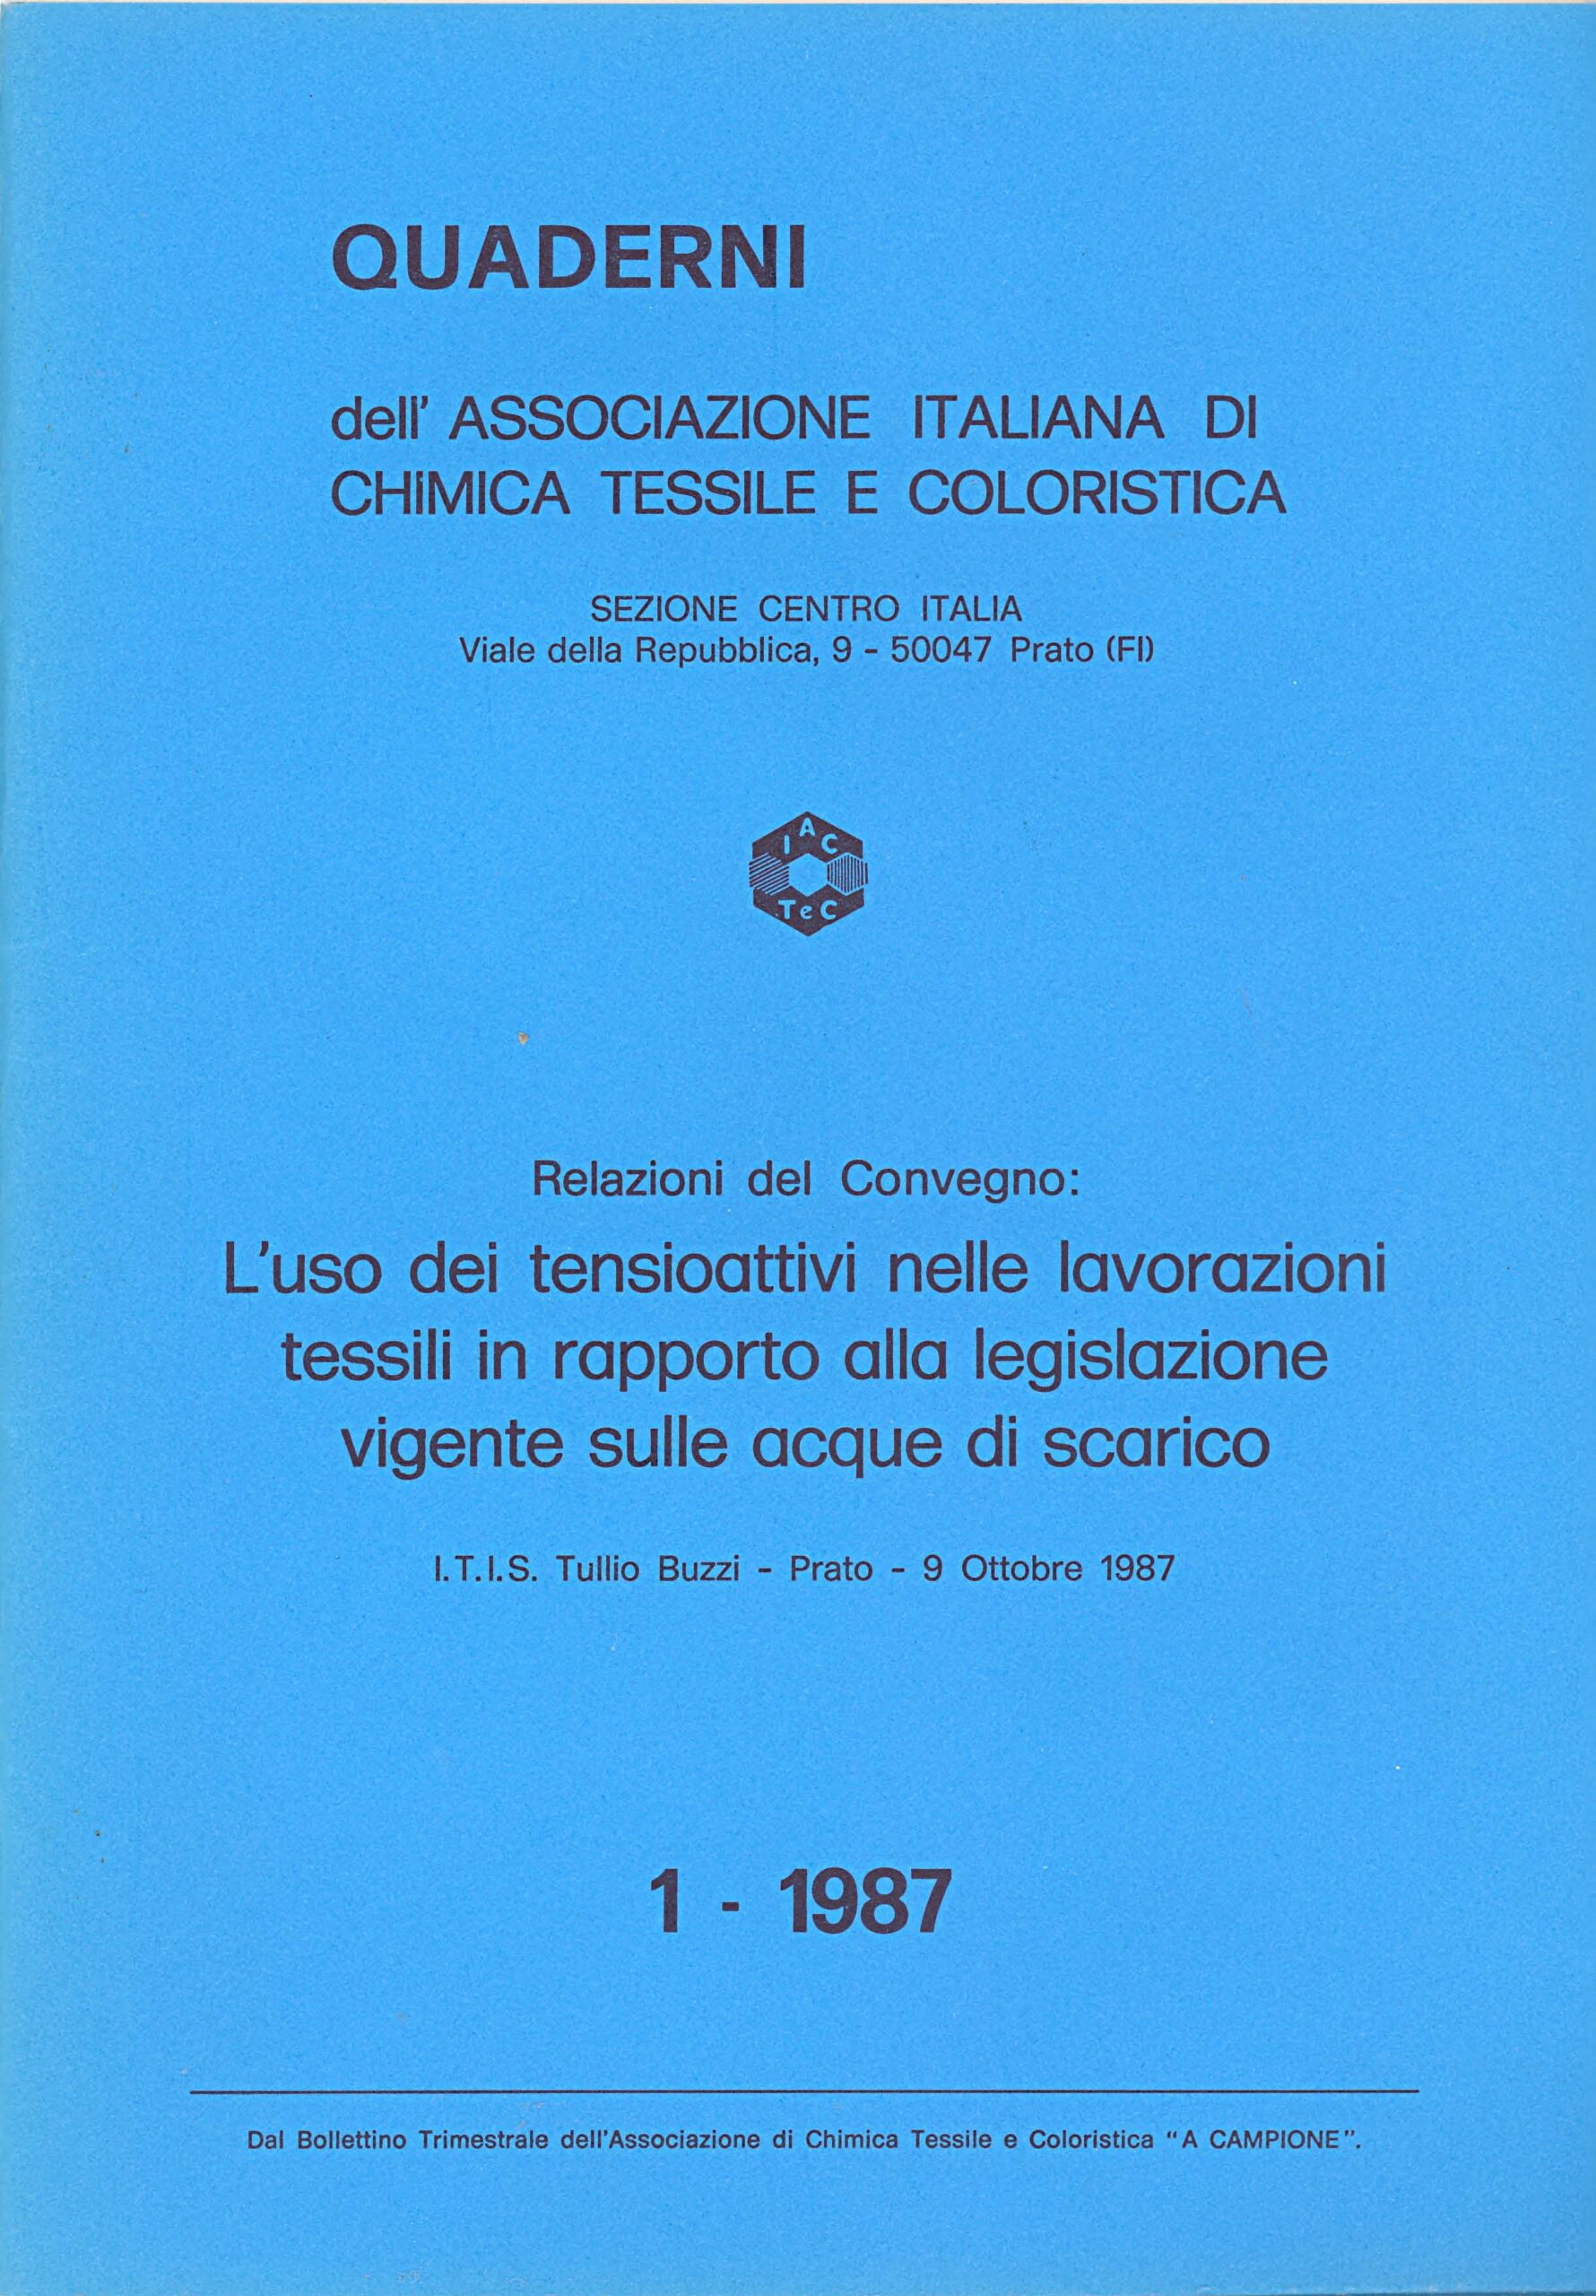 QUADERNI
dell' ASSOCIAZIONE ITALIANA DI
CHIMICA TESSILE E COLORISTICA
SEZIONE CENTRO ITALIA
Viale della Repubblica, 9 - 50047 Prato (FI)
I A C
TeC
Relazioni del Convegno:
L'uso dei tensioattivi nelle lavorazioni
tessili in rapporto alla legislazione
vigente sulle acque di scarico
I.T.I.S. Tullio Buzzi - Prato - 9 Ottobre 1987
1 - 1987
Dal Bollettino Trimestrale dell'Associazione di Chimica Tessile e Coloristica "A CAMPIONE".